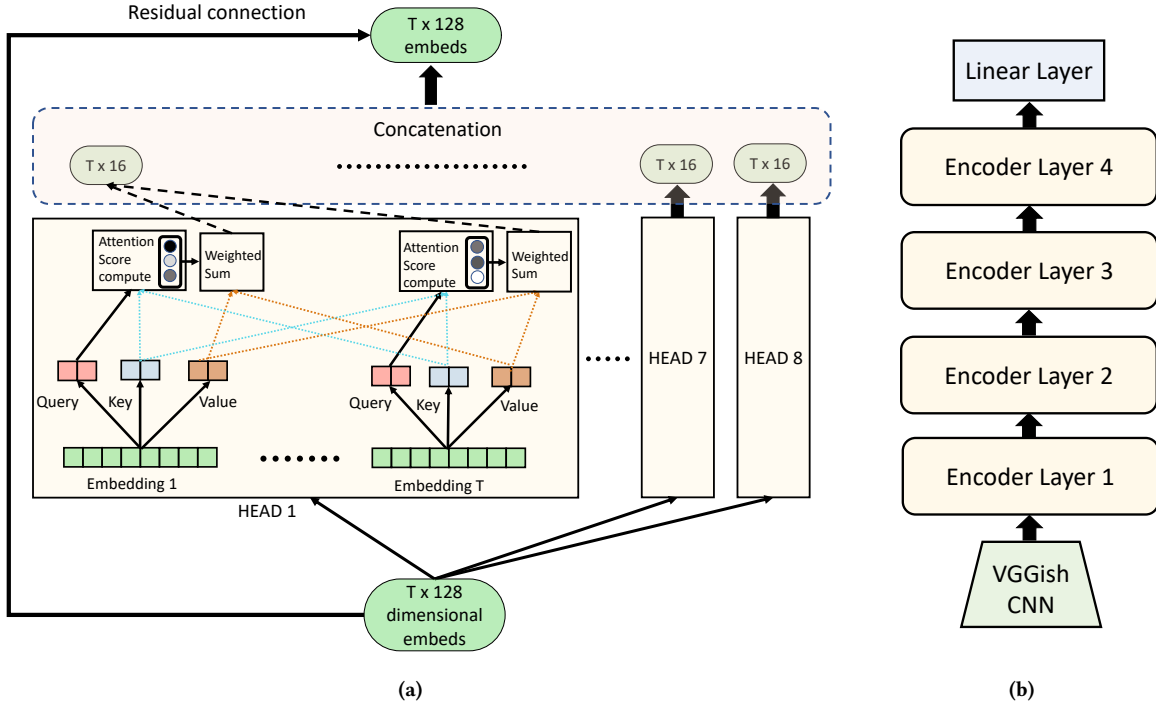 Residual connection
T x 128
embeds
Concatenation
T x 16
T x 16
T x 16
Attention
Score
compute
Weighted
Sum
Attention
Score
compute
Weighted
Sum
HEAD 7
HEAD 8
Query
Key
Value
Query
Key
Value
Embedding 1
Embedding T
HEAD 1
T x 128
dimensional
embeds
(a)
Linear Layer
Encoder Layer 4
Encoder Layer 3
Encoder Layer 2
Encoder Layer 1
VGGish
CNN
(b)